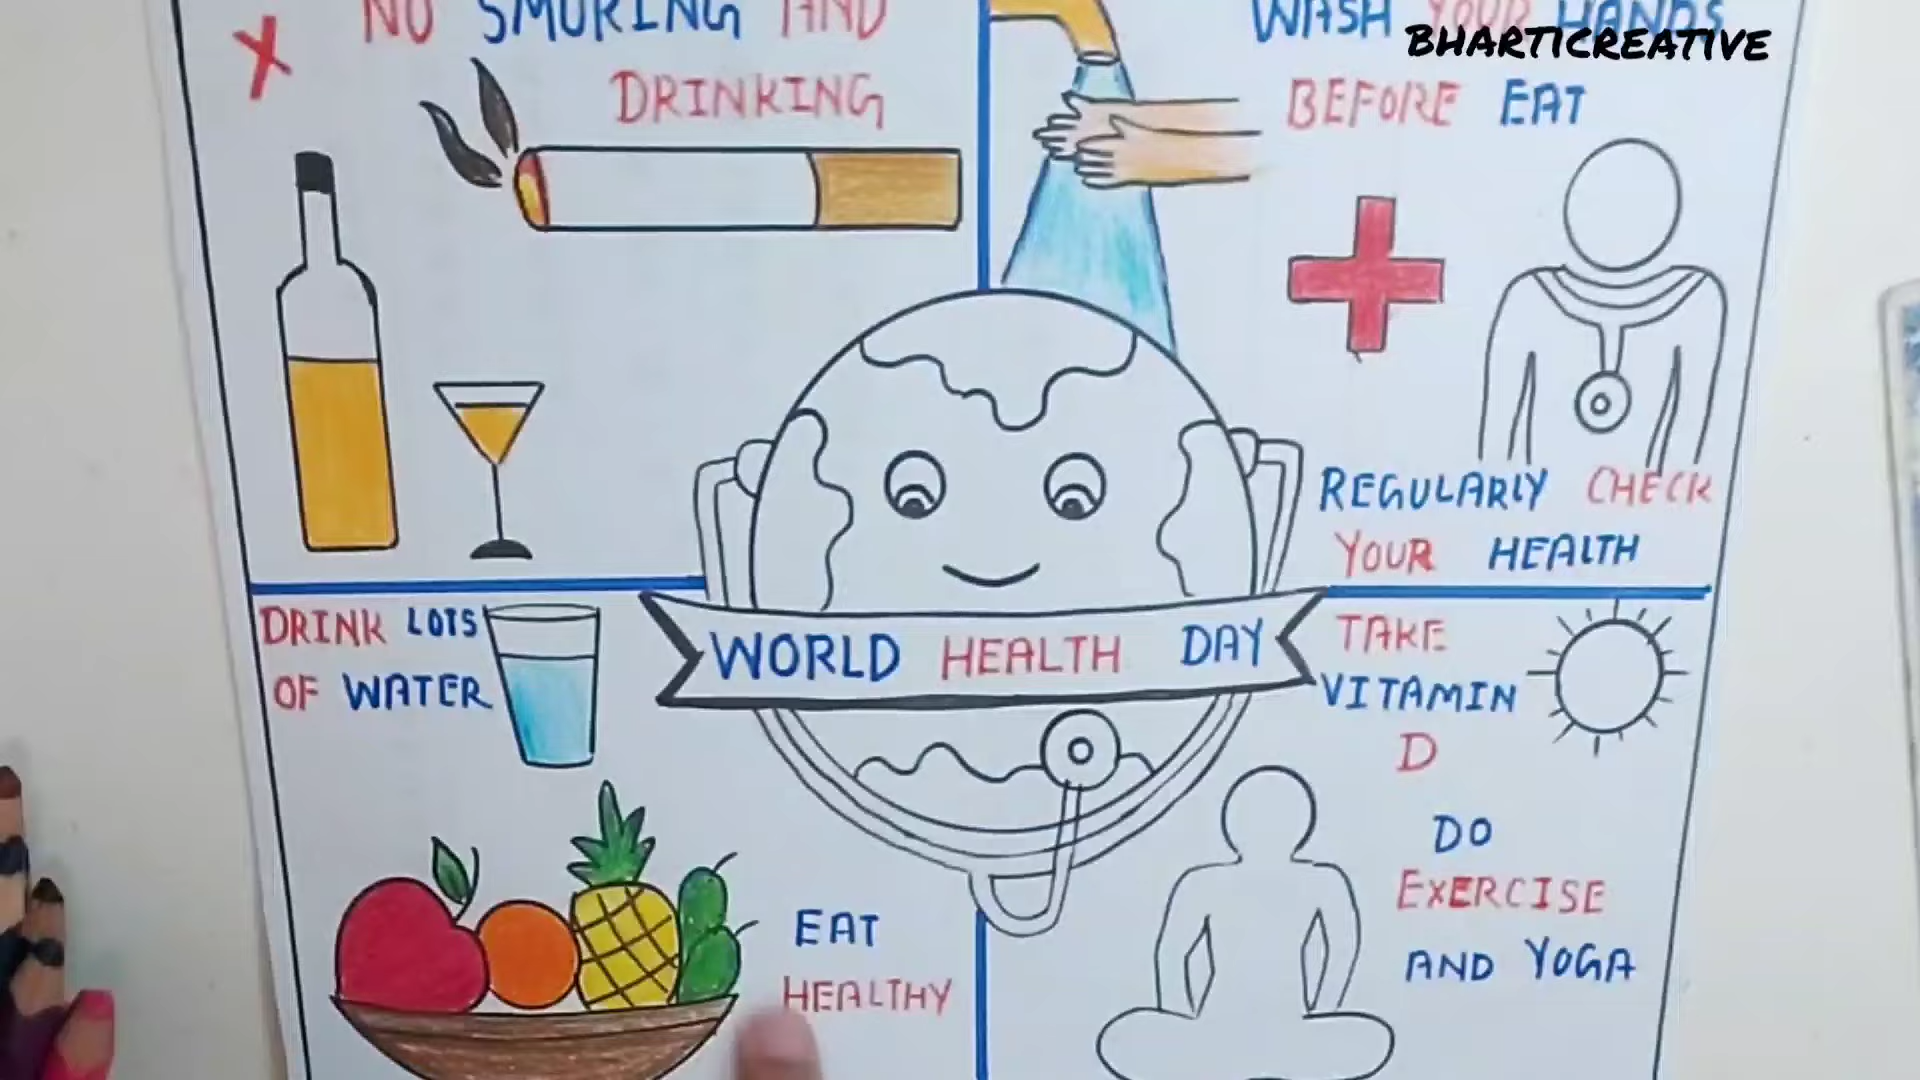 NO SMOKING AND
DRINKING
WASH YOUR HANDS
BHARTICREATIVE
BEFORE EAT
REGULARLY CHECK
YOUR HEALTH
DRINK LOTS
OF WATER
WORLD HEALTH DAY
TAKE
VITAMIN
D
DO
EXERCISE
AND YOGA
EAT
HEALTHY